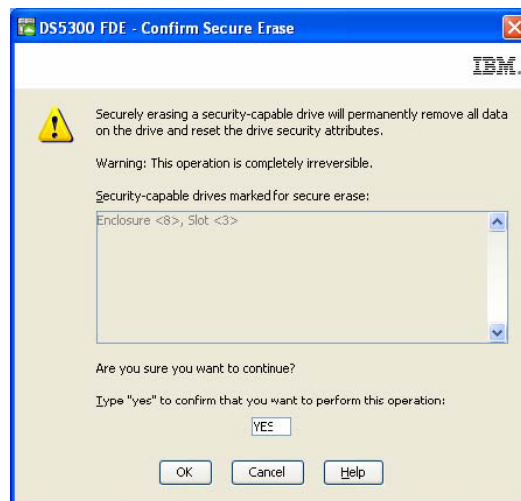 DS5300 FDE - Confirm Secure Erase
IBM.
Securely erasing a security-capable drive will permanently remove all data
on the drive and reset the drive security attributes.
Warning: This operation is completely irreversible.
Security-capable drives marked for secure erase:
Enclosure <8>, Slot <3>
Are you sure you want to continue?
Type "yes" to confirm that you want to perform this operation:
YES
OK Cancel Help